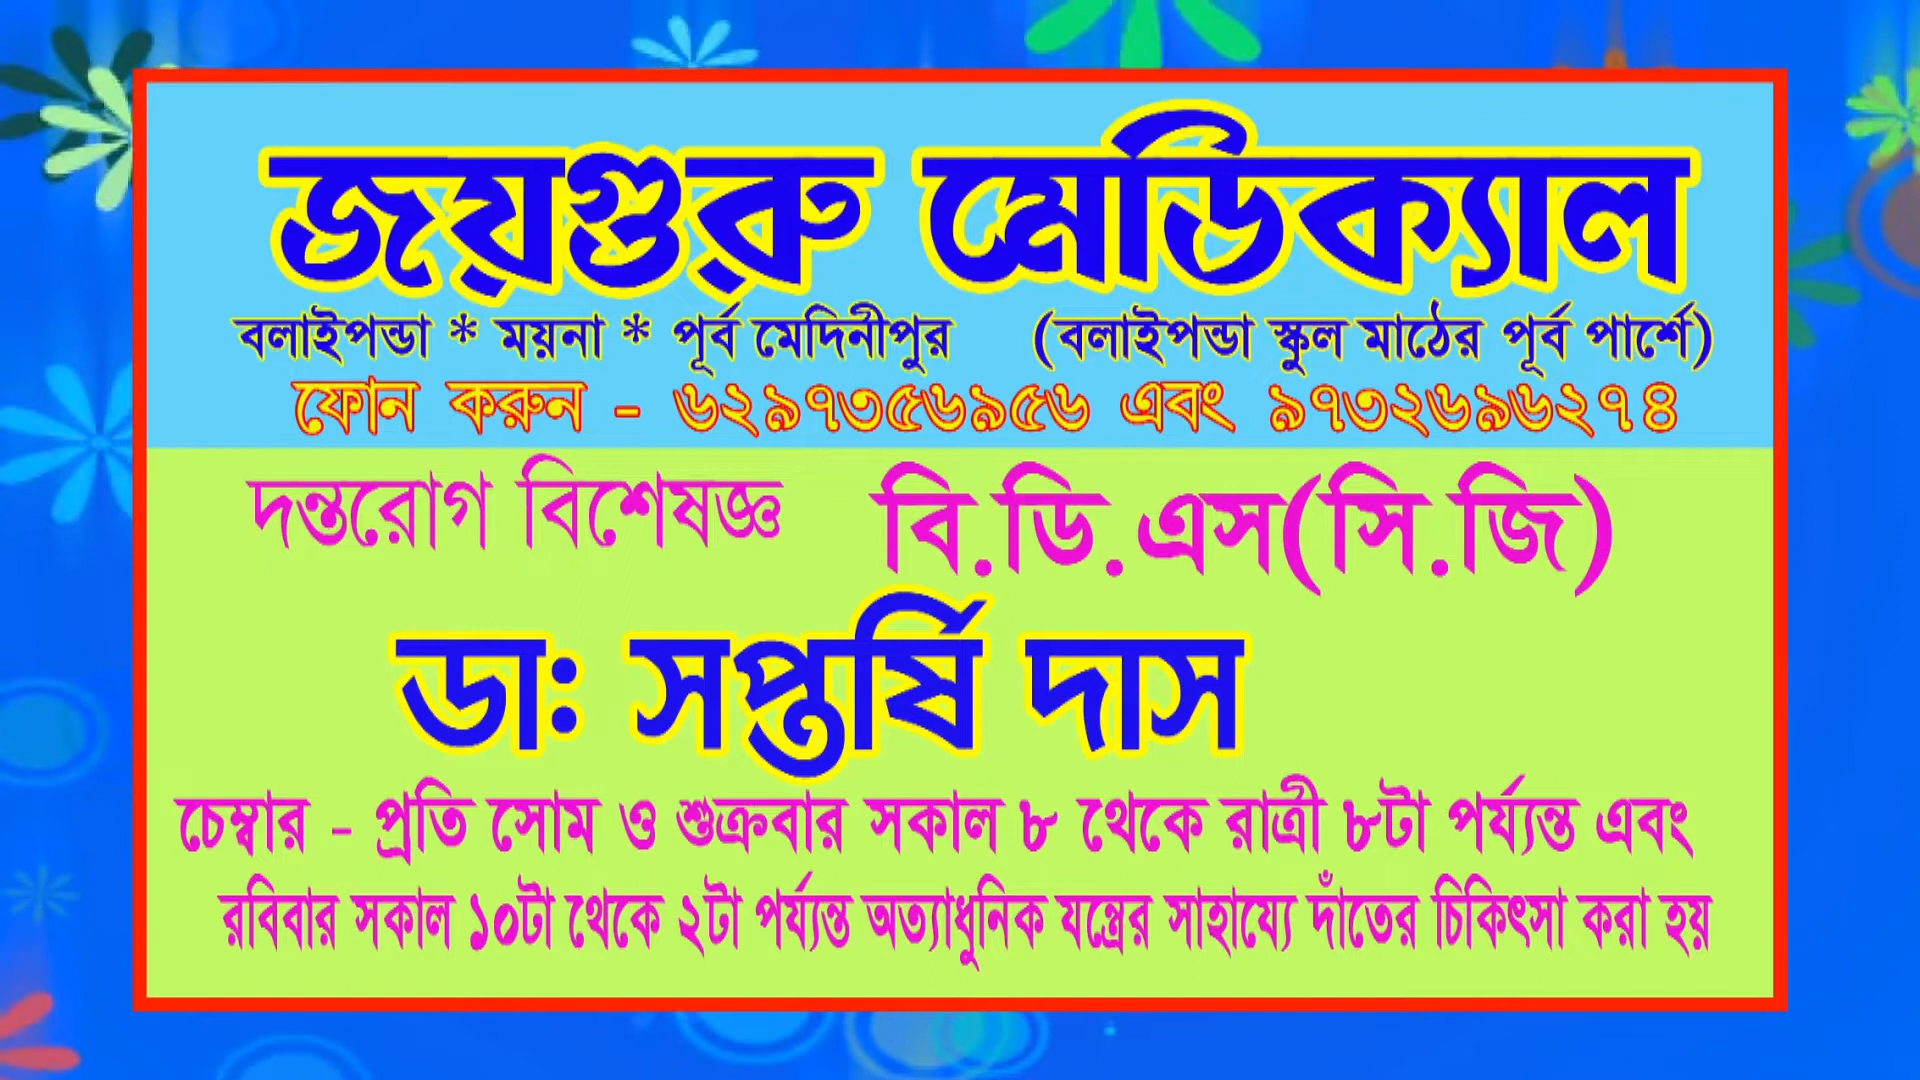 জয়গুরু মেডিক্যাল
বলাইপন্ডা * ময়না * পূর্ব মেদিনীপুর (বলাইপন্ডা স্কুল মাঠের পূর্ব পার্শে)
ফোন করুন - ৬২৯৭৩৫৬৯৫৬ এবং ৯৭৩২৬৯৬২৭৪
দন্তরোগ বিশেষজ্ঞ বি.ডি.এস(সি.জি)
ডাঃ সপ্তর্ষি দাস
চেম্বার - প্রতি সোম ও শুক্রবার সকাল ৮ থেকে রাত্রী ৮টা পর্য্যন্ত এবং
রবিবার সকাল ১০টা থেকে ২টা পর্য্যন্ত অত্যাধুনিক যন্ত্রের সাহায্যে দাঁতের চিকিৎসা করা হয়